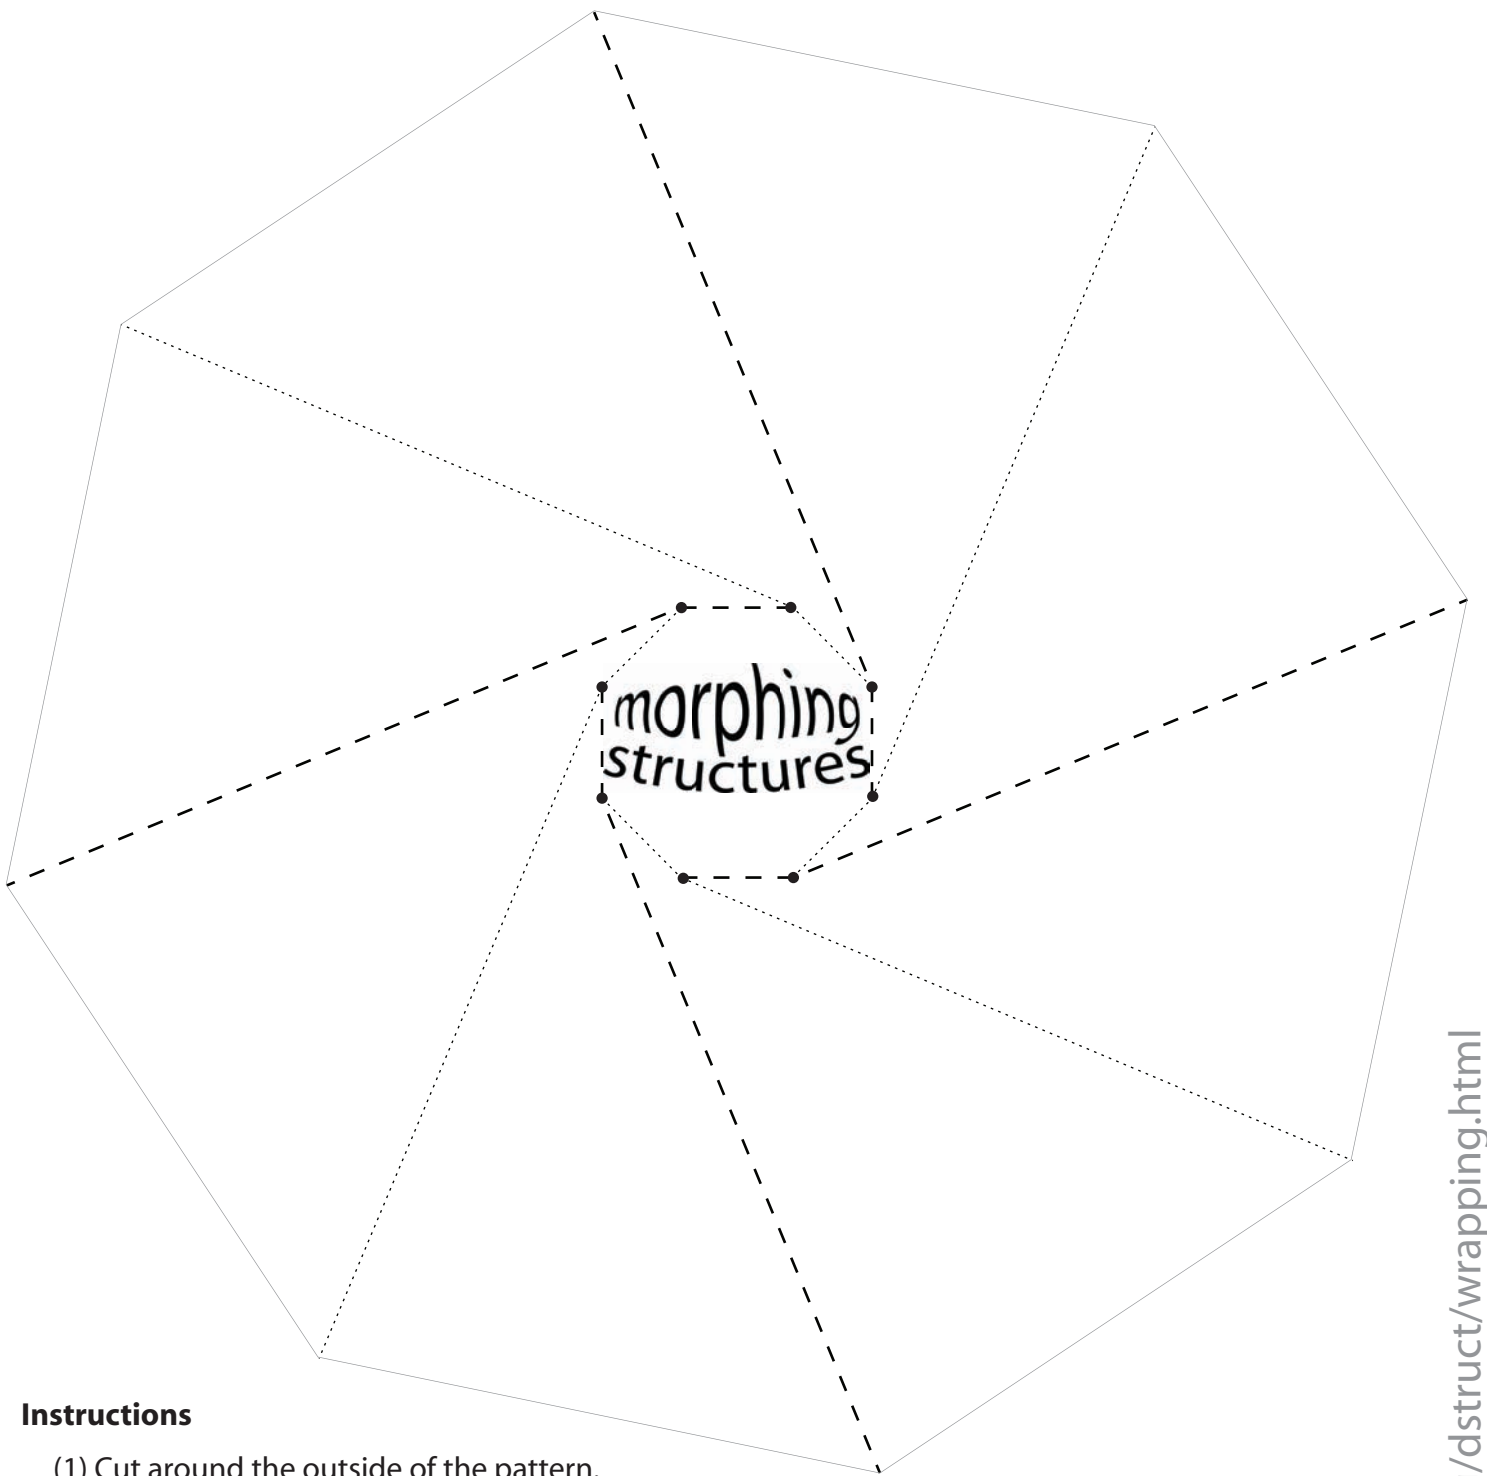 morphing
structures
Instructions
(1) Cut around the outside of the pattern.
/dstruct/wrapping.html